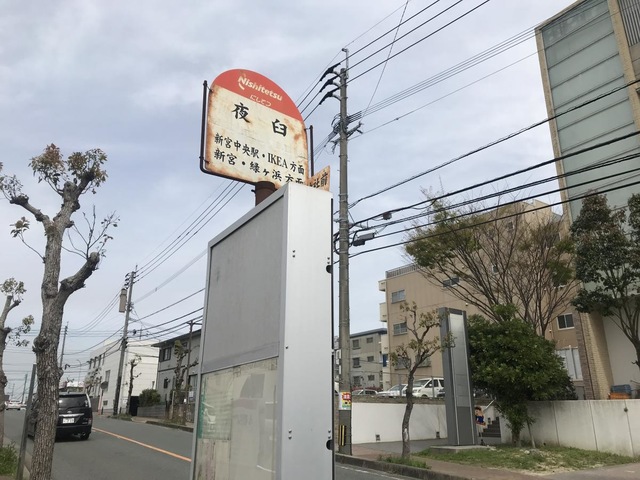 Nishitetsu
にしてつ
夜臼
新宮中央駅・IKEA方面
新宮・緑ヶ浜方面